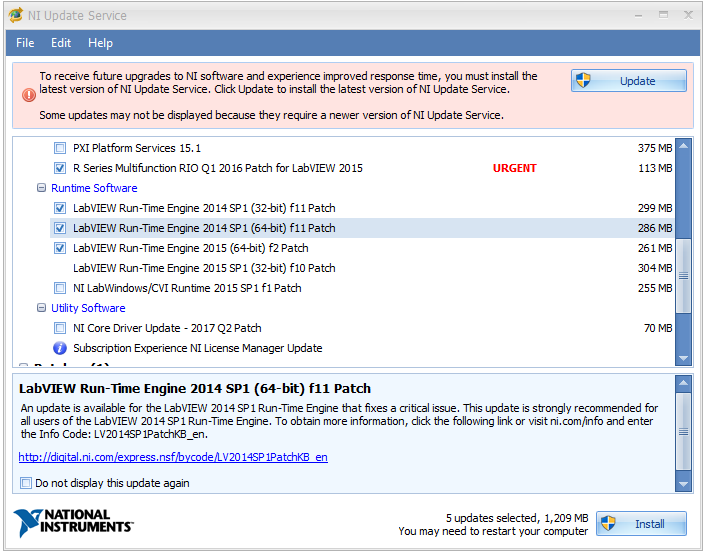 NI Update Service
File Edit Help
To receive future upgrades to NI software and experience improved response time, you must install the
latest version of NI Update Service. Click Update to install the latest version of NI Update Service.
Update
Some updates may not be displayed because they require a newer version of NI Update Service.
PXI Platform Services 15.1 375 MB
R Series Multifunction RIO Q1 2016 Patch for LabVIEW 2015 URGENT 113 MB
Runtime Software
LabVIEW Run-Time Engine 2014 SP1 (32-bit) f11 Patch 299 MB
LabVIEW Run-Time Engine 2014 SP1 (64-bit) f11 Patch 286 MB
LabVIEW Run-Time Engine 2015 (64-bit) f2 Patch 261 MB
LabVIEW Run-Time Engine 2015 SP1 (32-bit) f10 Patch 304 MB
NI LabWindows/CVI Runtime 2015 SP1 f1 Patch 255 MB
Utility Software
NI Core Driver Update - 2017 Q2 Patch 70 MB
Subscription Experience NI License Manager Update
LabVIEW Run-Time Engine 2014 SP1 (64-bit) f11 Patch
An update is available for the LabVIEW 2014 SP1 Run-Time Engine that fixes a critical issue. This update is strongly recommended for
all users of the LabVIEW 2014 SP1 Run-Time Engine. To obtain more information, click the following link or visit ni.com/info and enter
the Info Code: LV2014SP1PatchKB_en.
http://digital.ni.com/express.nsf/bycode/LV2014SP1PatchKB_en
Do not display this update again
NATIONAL
INSTRUMENTS
5 updates selected, 1,209 MB
You may need to restart your computer
Install